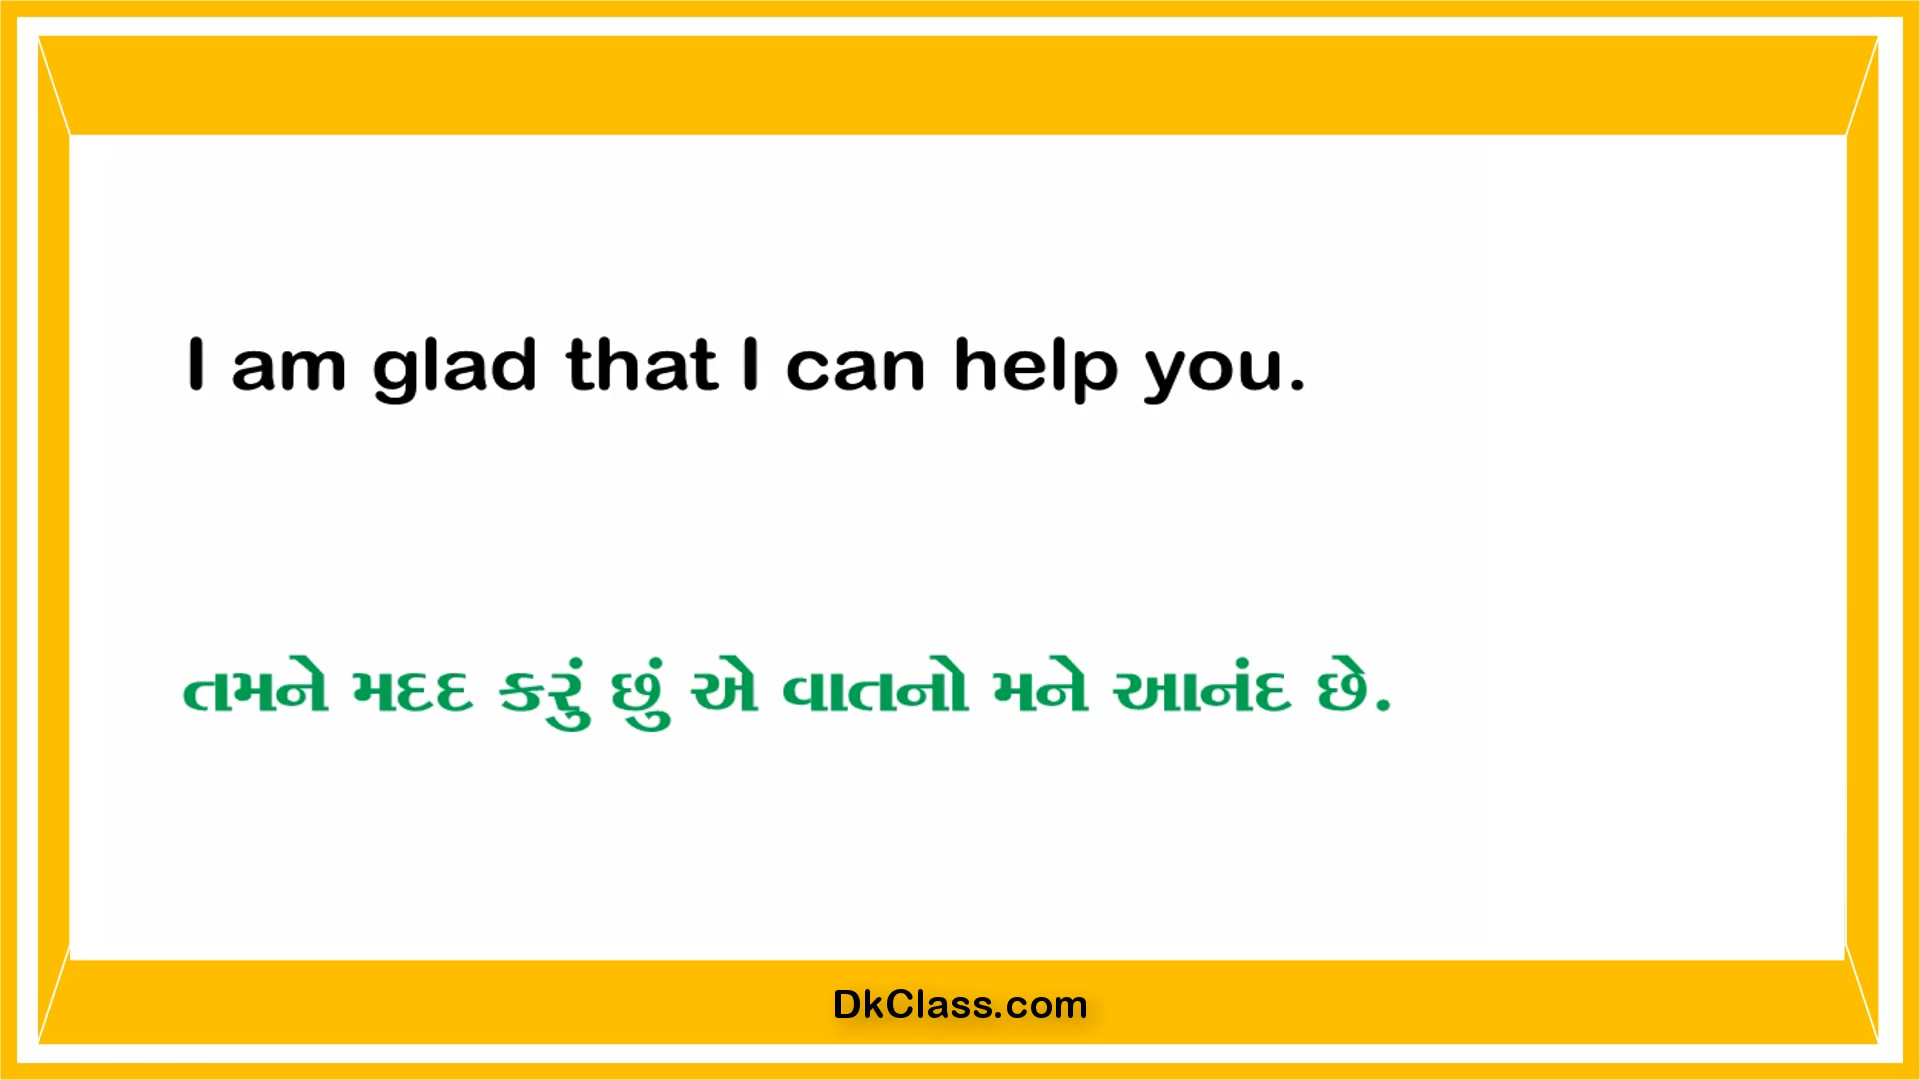 I am glad that I can help you.
તમને મદદ કરું છું એ વાતનો મને આનંદ છે.
DkClass.com